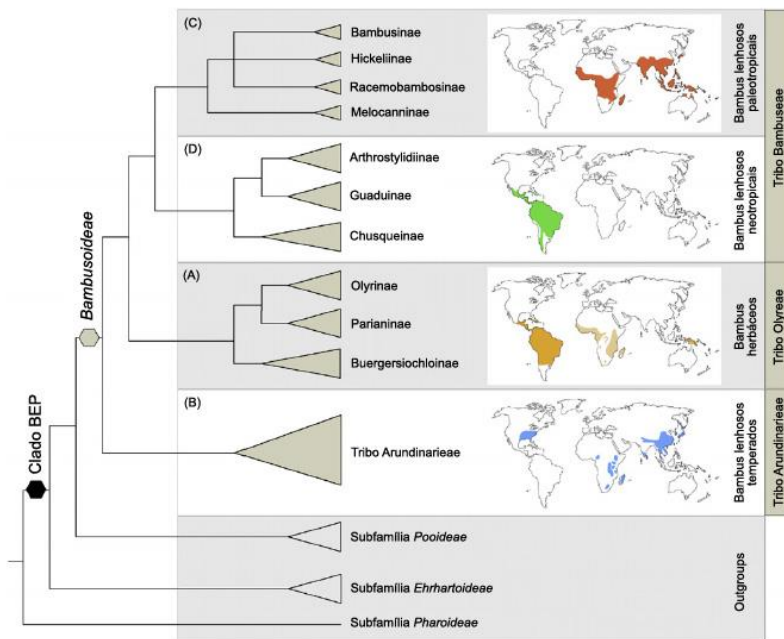 (C)
Bambusinae
Hickeliinae
Racemobambosinae
Melocanninae
Bambus lenhosos
paleotropicais
(D)
Arthrostylidiinae
Guaduinae
Chusqueinae
Bambus lenhosos
neotropicais
Tribo Bambuseae
Bambusoideae
(A)
Olyrinae
Parianinae
Buergersiochloinae
Bambus
herbáceos
Tribo Olyreae
(B)
Tribo Arundinarieae
Bambus lenhosos
temperados
Tribo Arundinarieae
Clado BEP
Subfamília Pooideae
Subfamília Ehrhartoideae
Subfamília Pharoideae
Outgroups